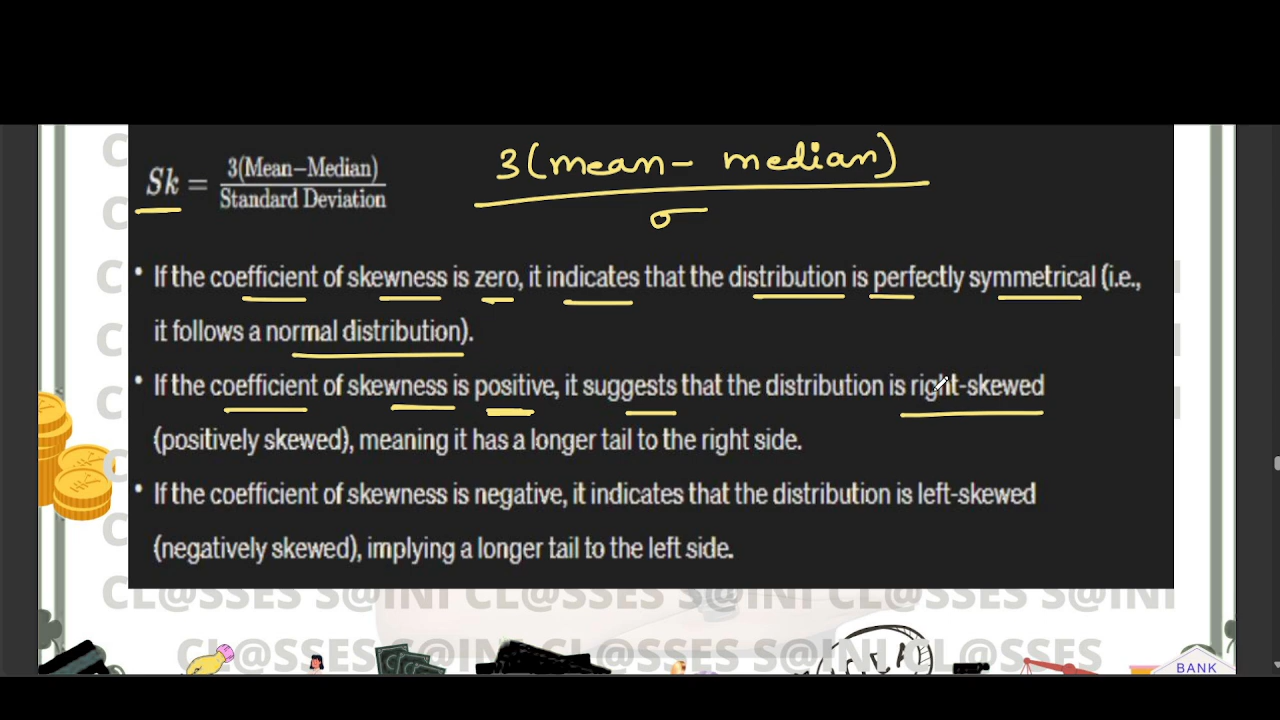 Sk = 3(Mean−Median) / Standard Deviation
3(mean − median) / σ
• If the coefficient of skewness is zero, it indicates that the distribution is perfectly symmetrical (i.e.,
it follows a normal distribution).
• If the coefficient of skewness is positive, it suggests that the distribution is right-skewed
(positively skewed), meaning it has a longer tail to the right side.
• If the coefficient of skewness is negative, it indicates that the distribution is left-skewed
(negatively skewed), implying a longer tail to the left side.
CL@SSES S@INI CL@SSES S@INI
CL@SSES S@INI CL@SSES
BANK